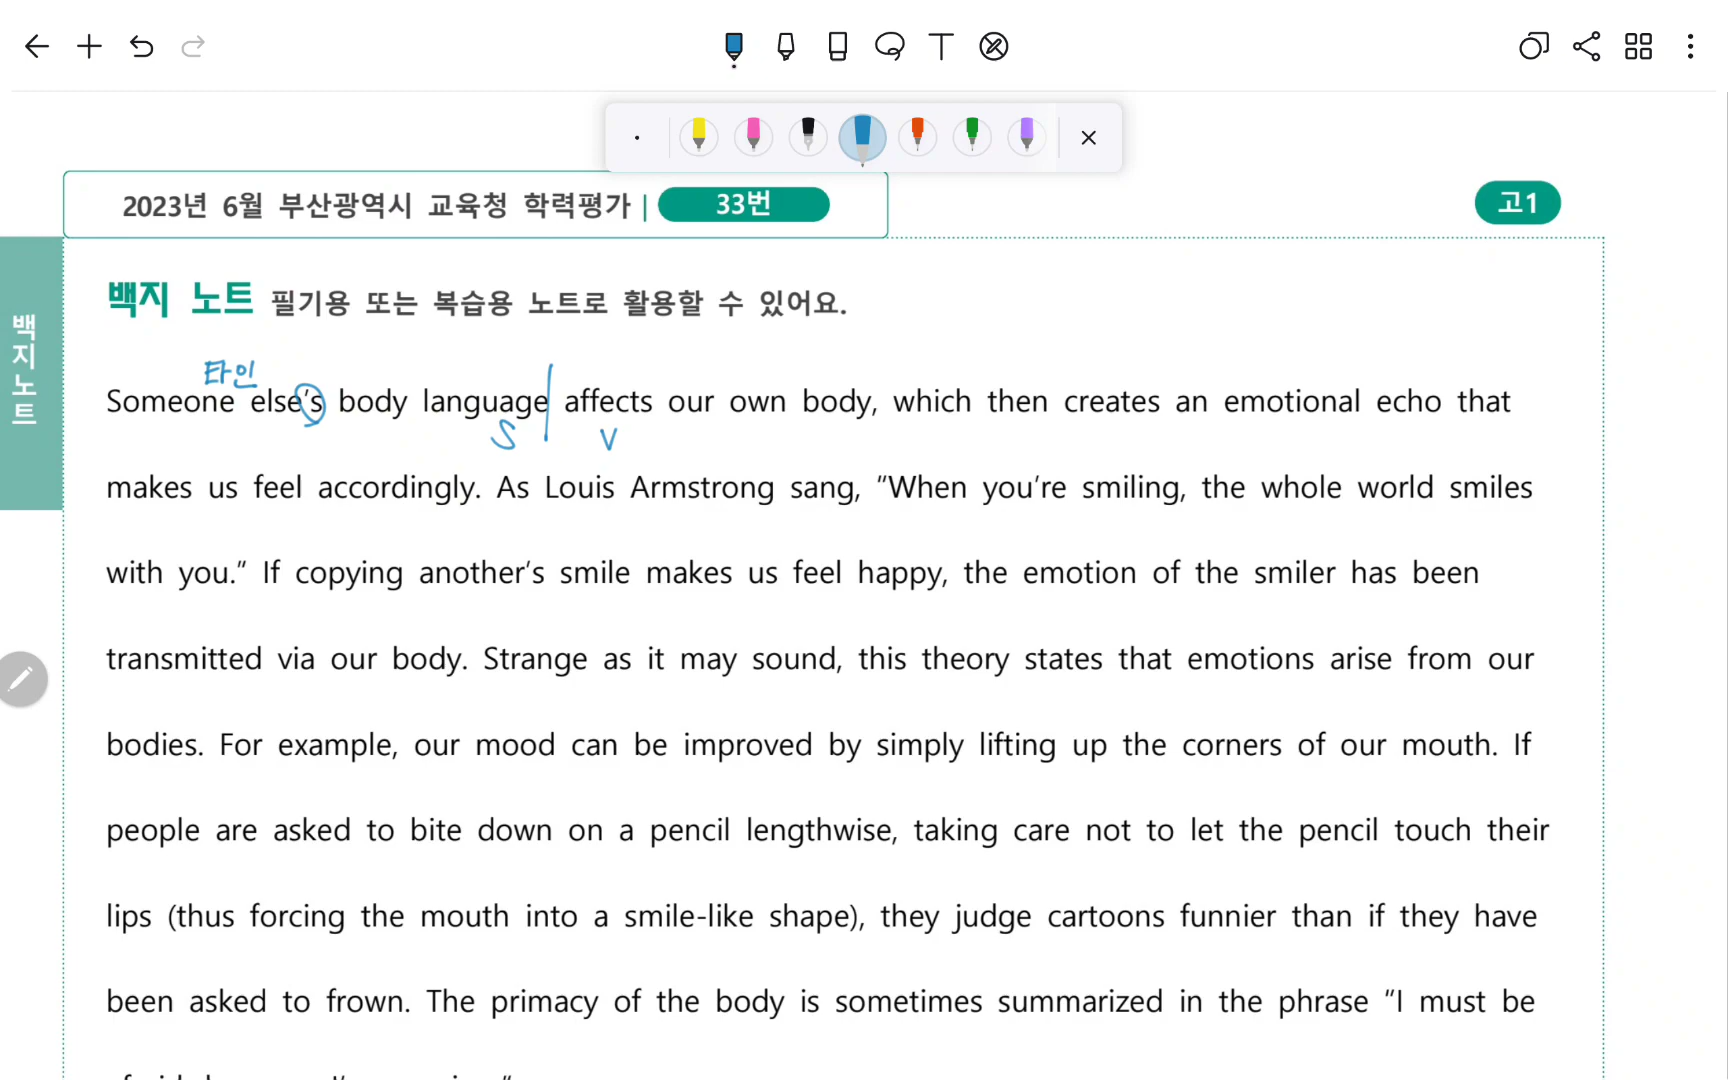 2023년 6월 부산광역시 교육청 학력평가 | 33번
고1
백지노트
백지 노트 필기용 또는 복습용 노트로 활용할 수 있어요.
타인
Someone else's body language affects our own body, which then creates an emotional echo that
S V
makes us feel accordingly. As Louis Armstrong sang, "When you're smiling, the whole world smiles
with you." If copying another's smile makes us feel happy, the emotion of the smiler has been
transmitted via our body. Strange as it may sound, this theory states that emotions arise from our
bodies. For example, our mood can be improved by simply lifting up the corners of our mouth. If
people are asked to bite down on a pencil lengthwise, taking care not to let the pencil touch their
lips (thus forcing the mouth into a smile-like shape), they judge cartoons funnier than if they have
been asked to frown. The primacy of the body is sometimes summarized in the phrase "I must be